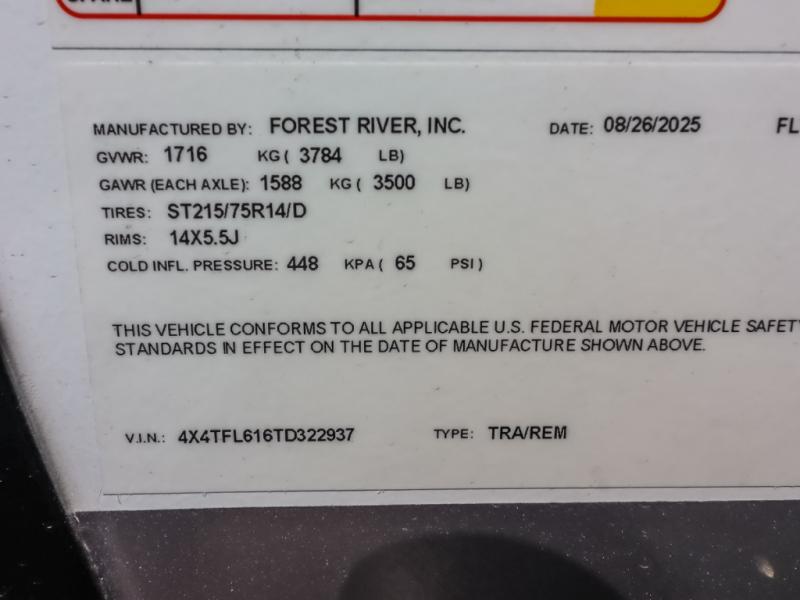 SPARE
MANUFACTURED BY: FOREST RIVER, INC. DATE: 08/26/2025 FL
GVWR: 1716 KG ( 3784 LB)
GAWR (EACH AXLE): 1588 KG ( 3500 LB)
TIRES: ST215/75R14/D
RIMS: 14X5.5J
COLD INFL. PRESSURE: 448 KPA ( 65 PSI )
THIS VEHICLE CONFORMS TO ALL APPLICABLE U.S. FEDERAL MOTOR VEHICLE SAFETY
STANDARDS IN EFFECT ON THE DATE OF MANUFACTURE SHOWN ABOVE.
V.I.N.: 4X4TFL616TD322937 TYPE: TRA/REM